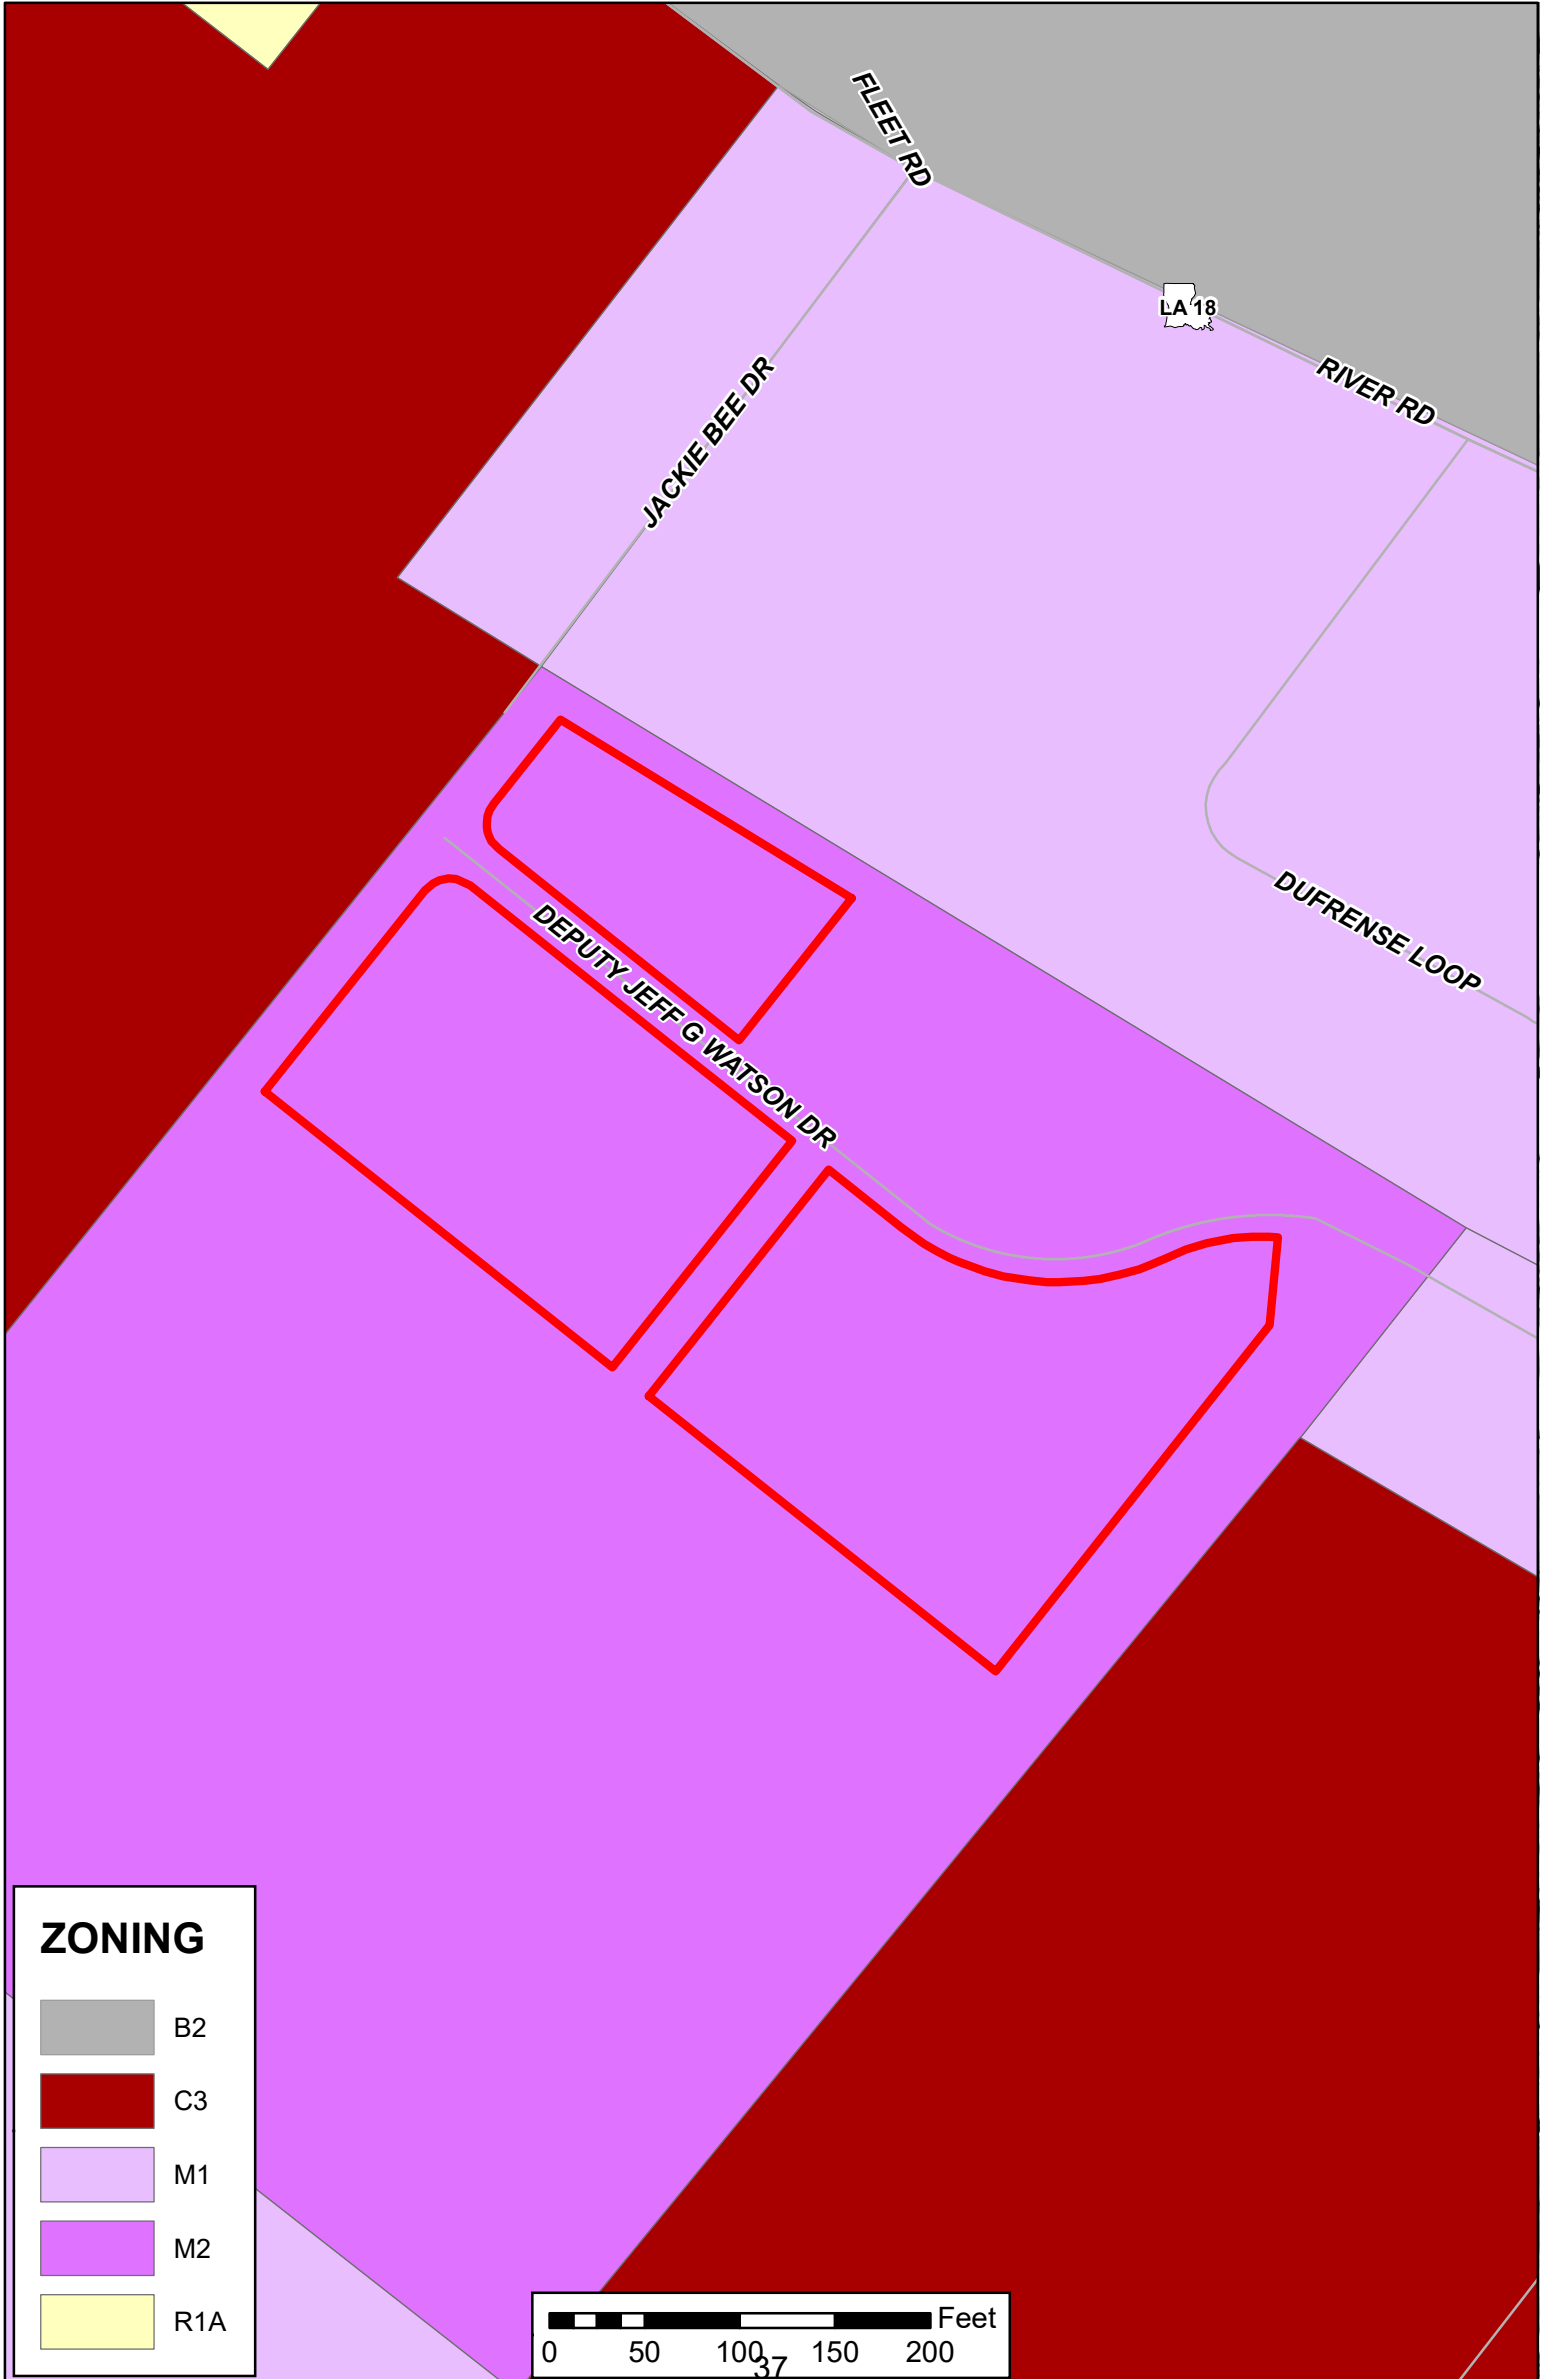 FLEET RD
LA 18
RIVER RD
JACKIE BEE DR
DUFRENSE LOOP
DEPUTY JEFF G WATSON DR
ZONING
B2
C3
M1
M2
R1A
Feet
0 50 100 150 200
37